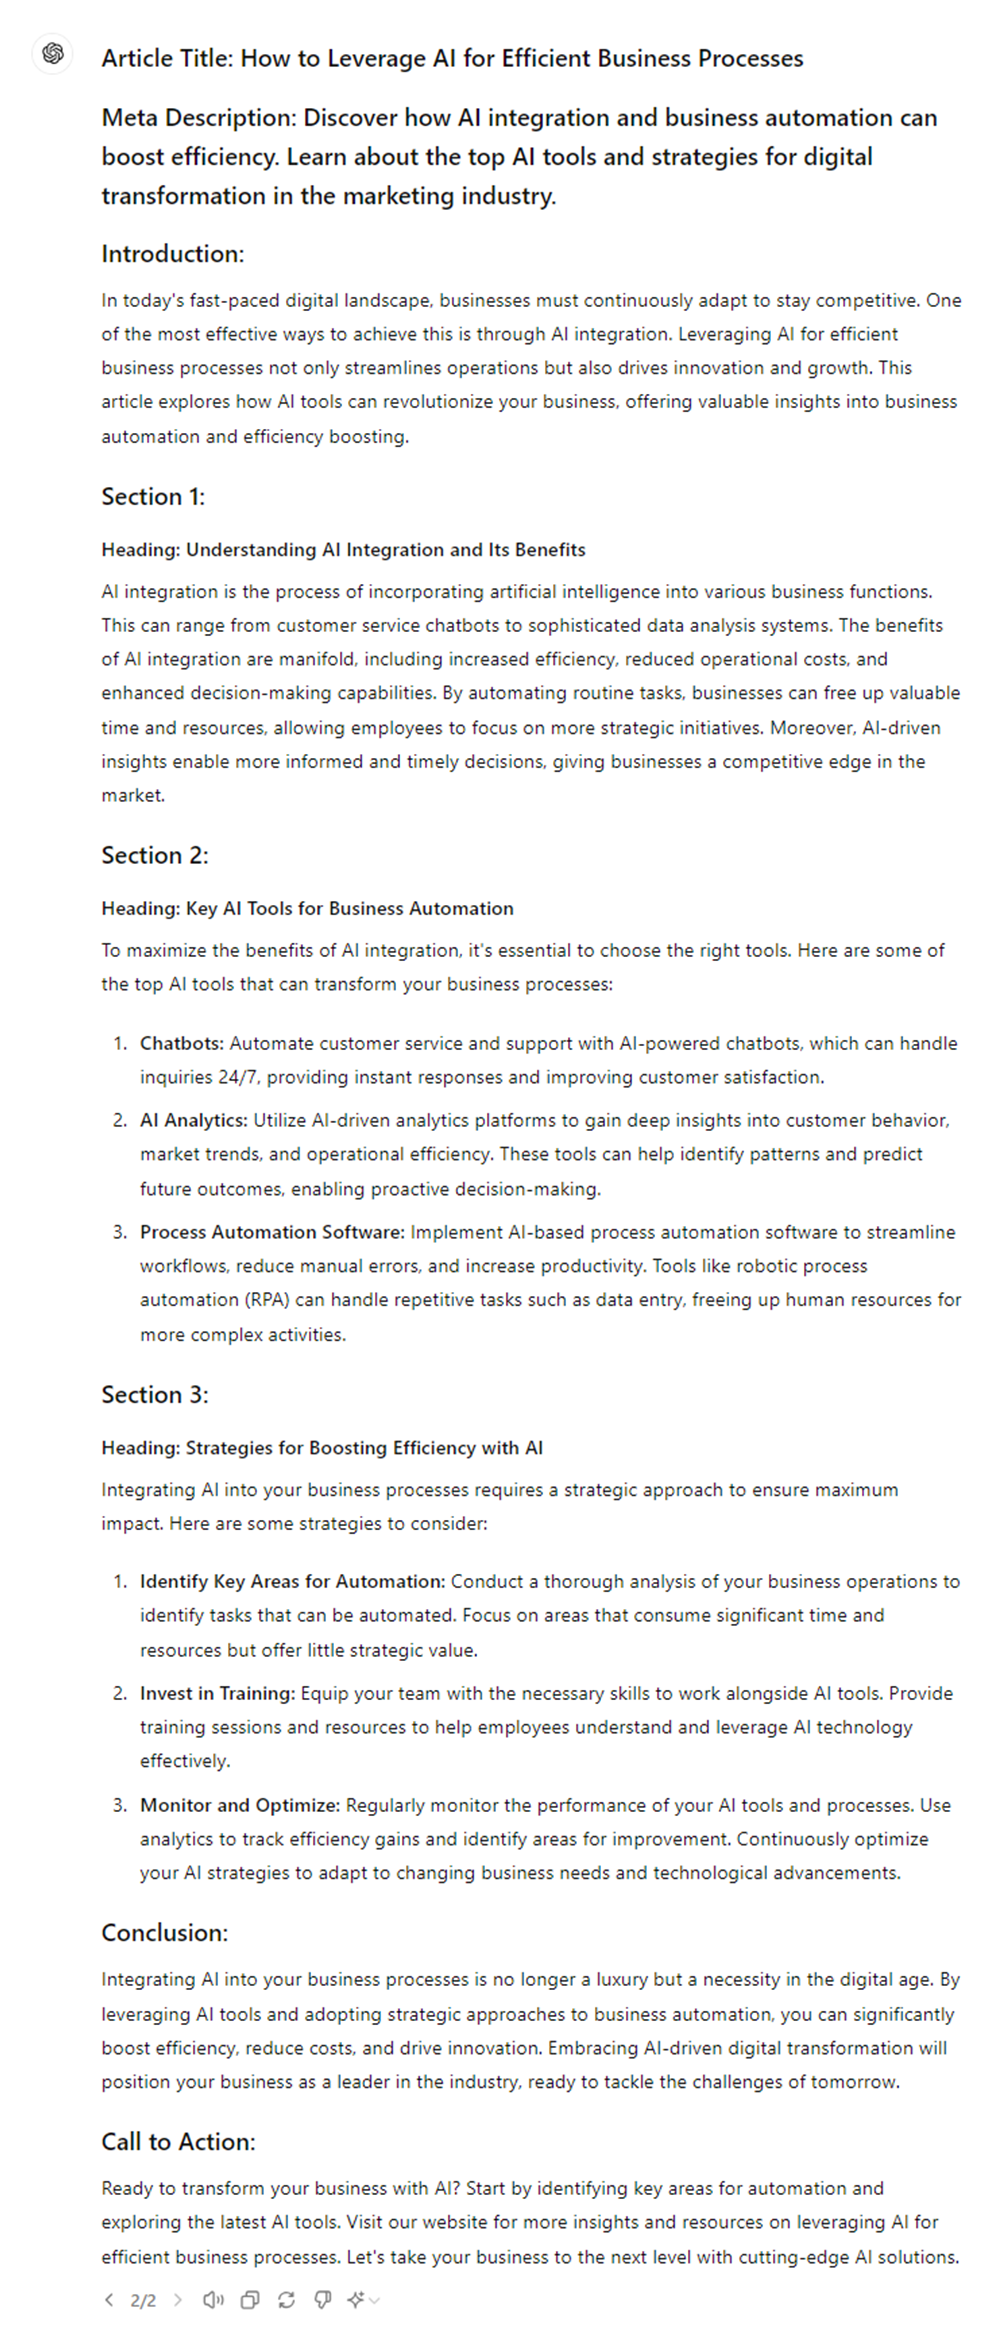 Article Title: How to Leverage AI for Efficient Business Processes
Meta Description: Discover how AI integration and business automation can
boost efficiency. Learn about the top AI tools and strategies for digital
transformation in the marketing industry.
Introduction:
In today's fast-paced digital landscape, businesses must continuously adapt to stay competitive. One
of the most effective ways to achieve this is through AI integration. Leveraging AI for efficient
business processes not only streamlines operations but also drives innovation and growth. This
article explores how AI tools can revolutionize your business, offering valuable insights into business
automation and efficiency boosting.
Section 1:
Heading: Understanding AI Integration and Its Benefits
AI integration is the process of incorporating artificial intelligence into various business functions.
This can range from customer service chatbots to sophisticated data analysis systems. The benefits
of AI integration are manifold, including increased efficiency, reduced operational costs, and
enhanced decision-making capabilities. By automating routine tasks, businesses can free up valuable
time and resources, allowing employees to focus on more strategic initiatives. Moreover, AI-driven
insights enable more informed and timely decisions, giving businesses a competitive edge in the
market.
Section 2:
Heading: Key AI Tools for Business Automation
To maximize the benefits of AI integration, it's essential to choose the right tools. Here are some of
the top AI tools that can transform your business processes:
1. Chatbots: Automate customer service and support with AI-powered chatbots, which can handle
inquiries 24/7, providing instant responses and improving customer satisfaction.
2. AI Analytics: Utilize AI-driven analytics platforms to gain deep insights into customer behavior,
market trends, and operational efficiency. These tools can help identify patterns and predict
future outcomes, enabling proactive decision-making.
3. Process Automation Software: Implement AI-based process automation software to streamline
workflows, reduce manual errors, and increase productivity. Tools like robotic process
automation (RPA) can handle repetitive tasks such as data entry, freeing up human resources for
more complex activities.
Section 3:
Heading: Strategies for Boosting Efficiency with AI
Integrating AI into your business processes requires a strategic approach to ensure maximum
impact. Here are some strategies to consider:
1. Identify Key Areas for Automation: Conduct a thorough analysis of your business operations to
identify tasks that can be automated. Focus on areas that consume significant time and
resources but offer little strategic value.
2. Invest in Training: Equip your team with the necessary skills to work alongside AI tools. Provide
training sessions and resources to help employees understand and leverage AI technology
effectively.
3. Monitor and Optimize: Regularly monitor the performance of your AI tools and processes. Use
analytics to track efficiency gains and identify areas for improvement. Continuously optimize
your AI strategies to adapt to changing business needs and technological advancements.
Conclusion:
Integrating AI into your business processes is no longer a luxury but a necessity in the digital age. By
leveraging AI tools and adopting strategic approaches to business automation, you can significantly
boost efficiency, reduce costs, and drive innovation. Embracing AI-driven digital transformation will
position your business as a leader in the industry, ready to tackle the challenges of tomorrow.
Call to Action:
Ready to transform your business with AI? Start by identifying key areas for automation and
exploring the latest AI tools. Visit our website for more insights and resources on leveraging AI for
efficient business processes. Let's take your business to the next level with cutting-edge AI solutions.
2/2